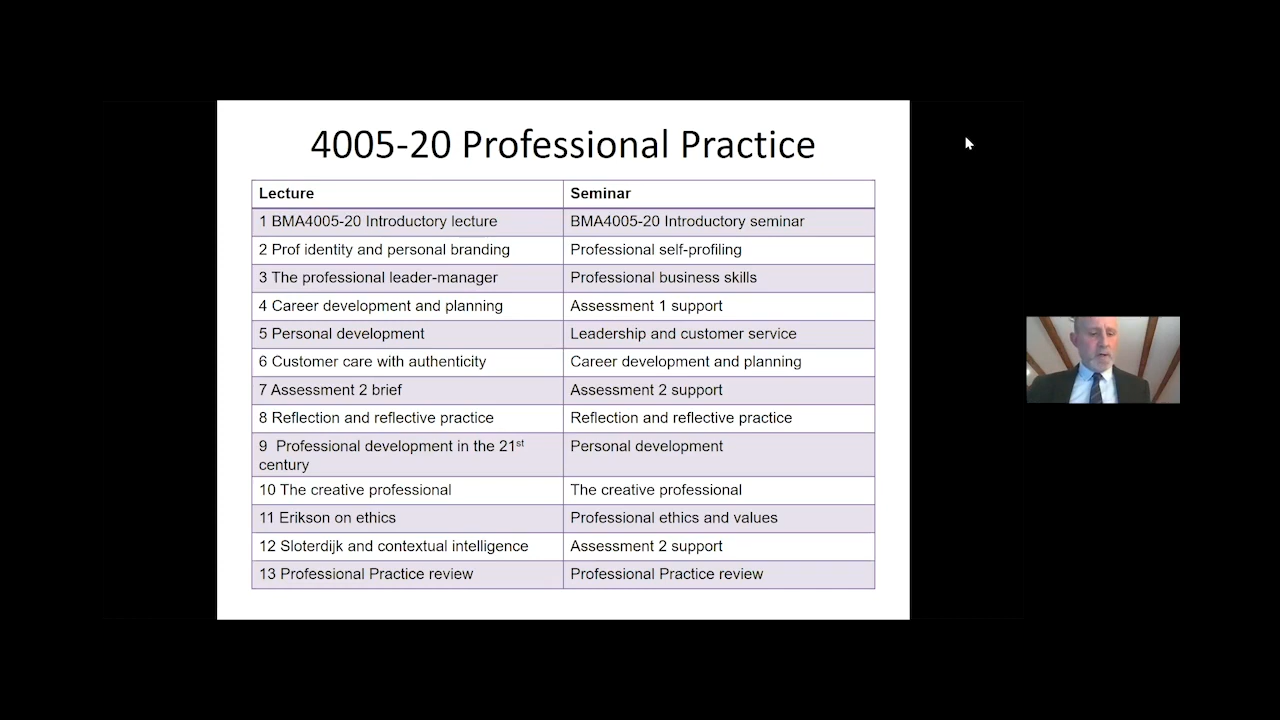 4005-20 Professional Practice
Lecture Seminar
1 BMA4005-20 Introductory lecture BMA4005-20 Introductory seminar
2 Prof identity and personal branding Professional self-profiling
3 The professional leader-manager Professional business skills
4 Career development and planning Assessment 1 support
5 Personal development Leadership and customer service
6 Customer care with authenticity Career development and planning
7 Assessment 2 brief Assessment 2 support
8 Reflection and reflective practice Reflection and reflective practice
9 Professional development in the 21st Personal development
century
10 The creative professional The creative professional
11 Erikson on ethics Professional ethics and values
12 Sloterdijk and contextual intelligence Assessment 2 support
13 Professional Practice review Professional Practice review